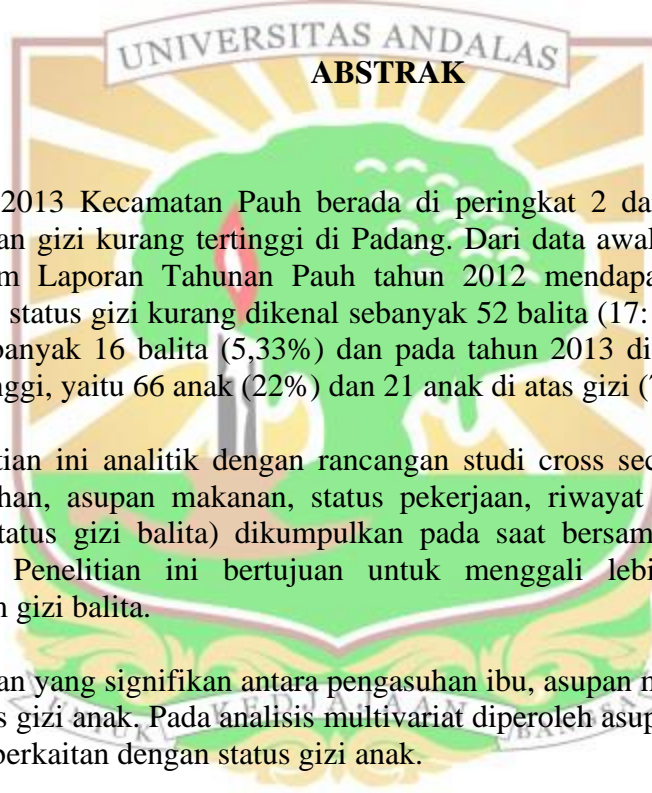 UNIVERSITAS ANDALAS
ABSTRAK
2013 Kecamatan Pauh berada di peringkat 2 da
an gizi kurang tertinggi di Padang. Dari data awal
m Laporan Tahunan Pauh tahun 2012 mendapa
status gizi kurang dikenal sebanyak 52 balita (17:
banyak 16 balita (5,33%) dan pada tahun 2013 di
nggi, yaitu 66 anak (22%) dan 21 anak di atas gizi (
tian ini analitik dengan rancangan studi cross sec
han, asupan makanan, status pekerjaan, riwayat
tatus gizi balita) dikumpulkan pada saat bersam
Penelitian ini bertujuan untuk menggali lebi
n gizi balita.
an yang signifikan antara pengasuhan ibu, asupan m
s gizi anak. Pada analisis multivariat diperoleh asup
berkaitan dengan status gizi anak.
UNTUK KEDJAJAAN BANGSA